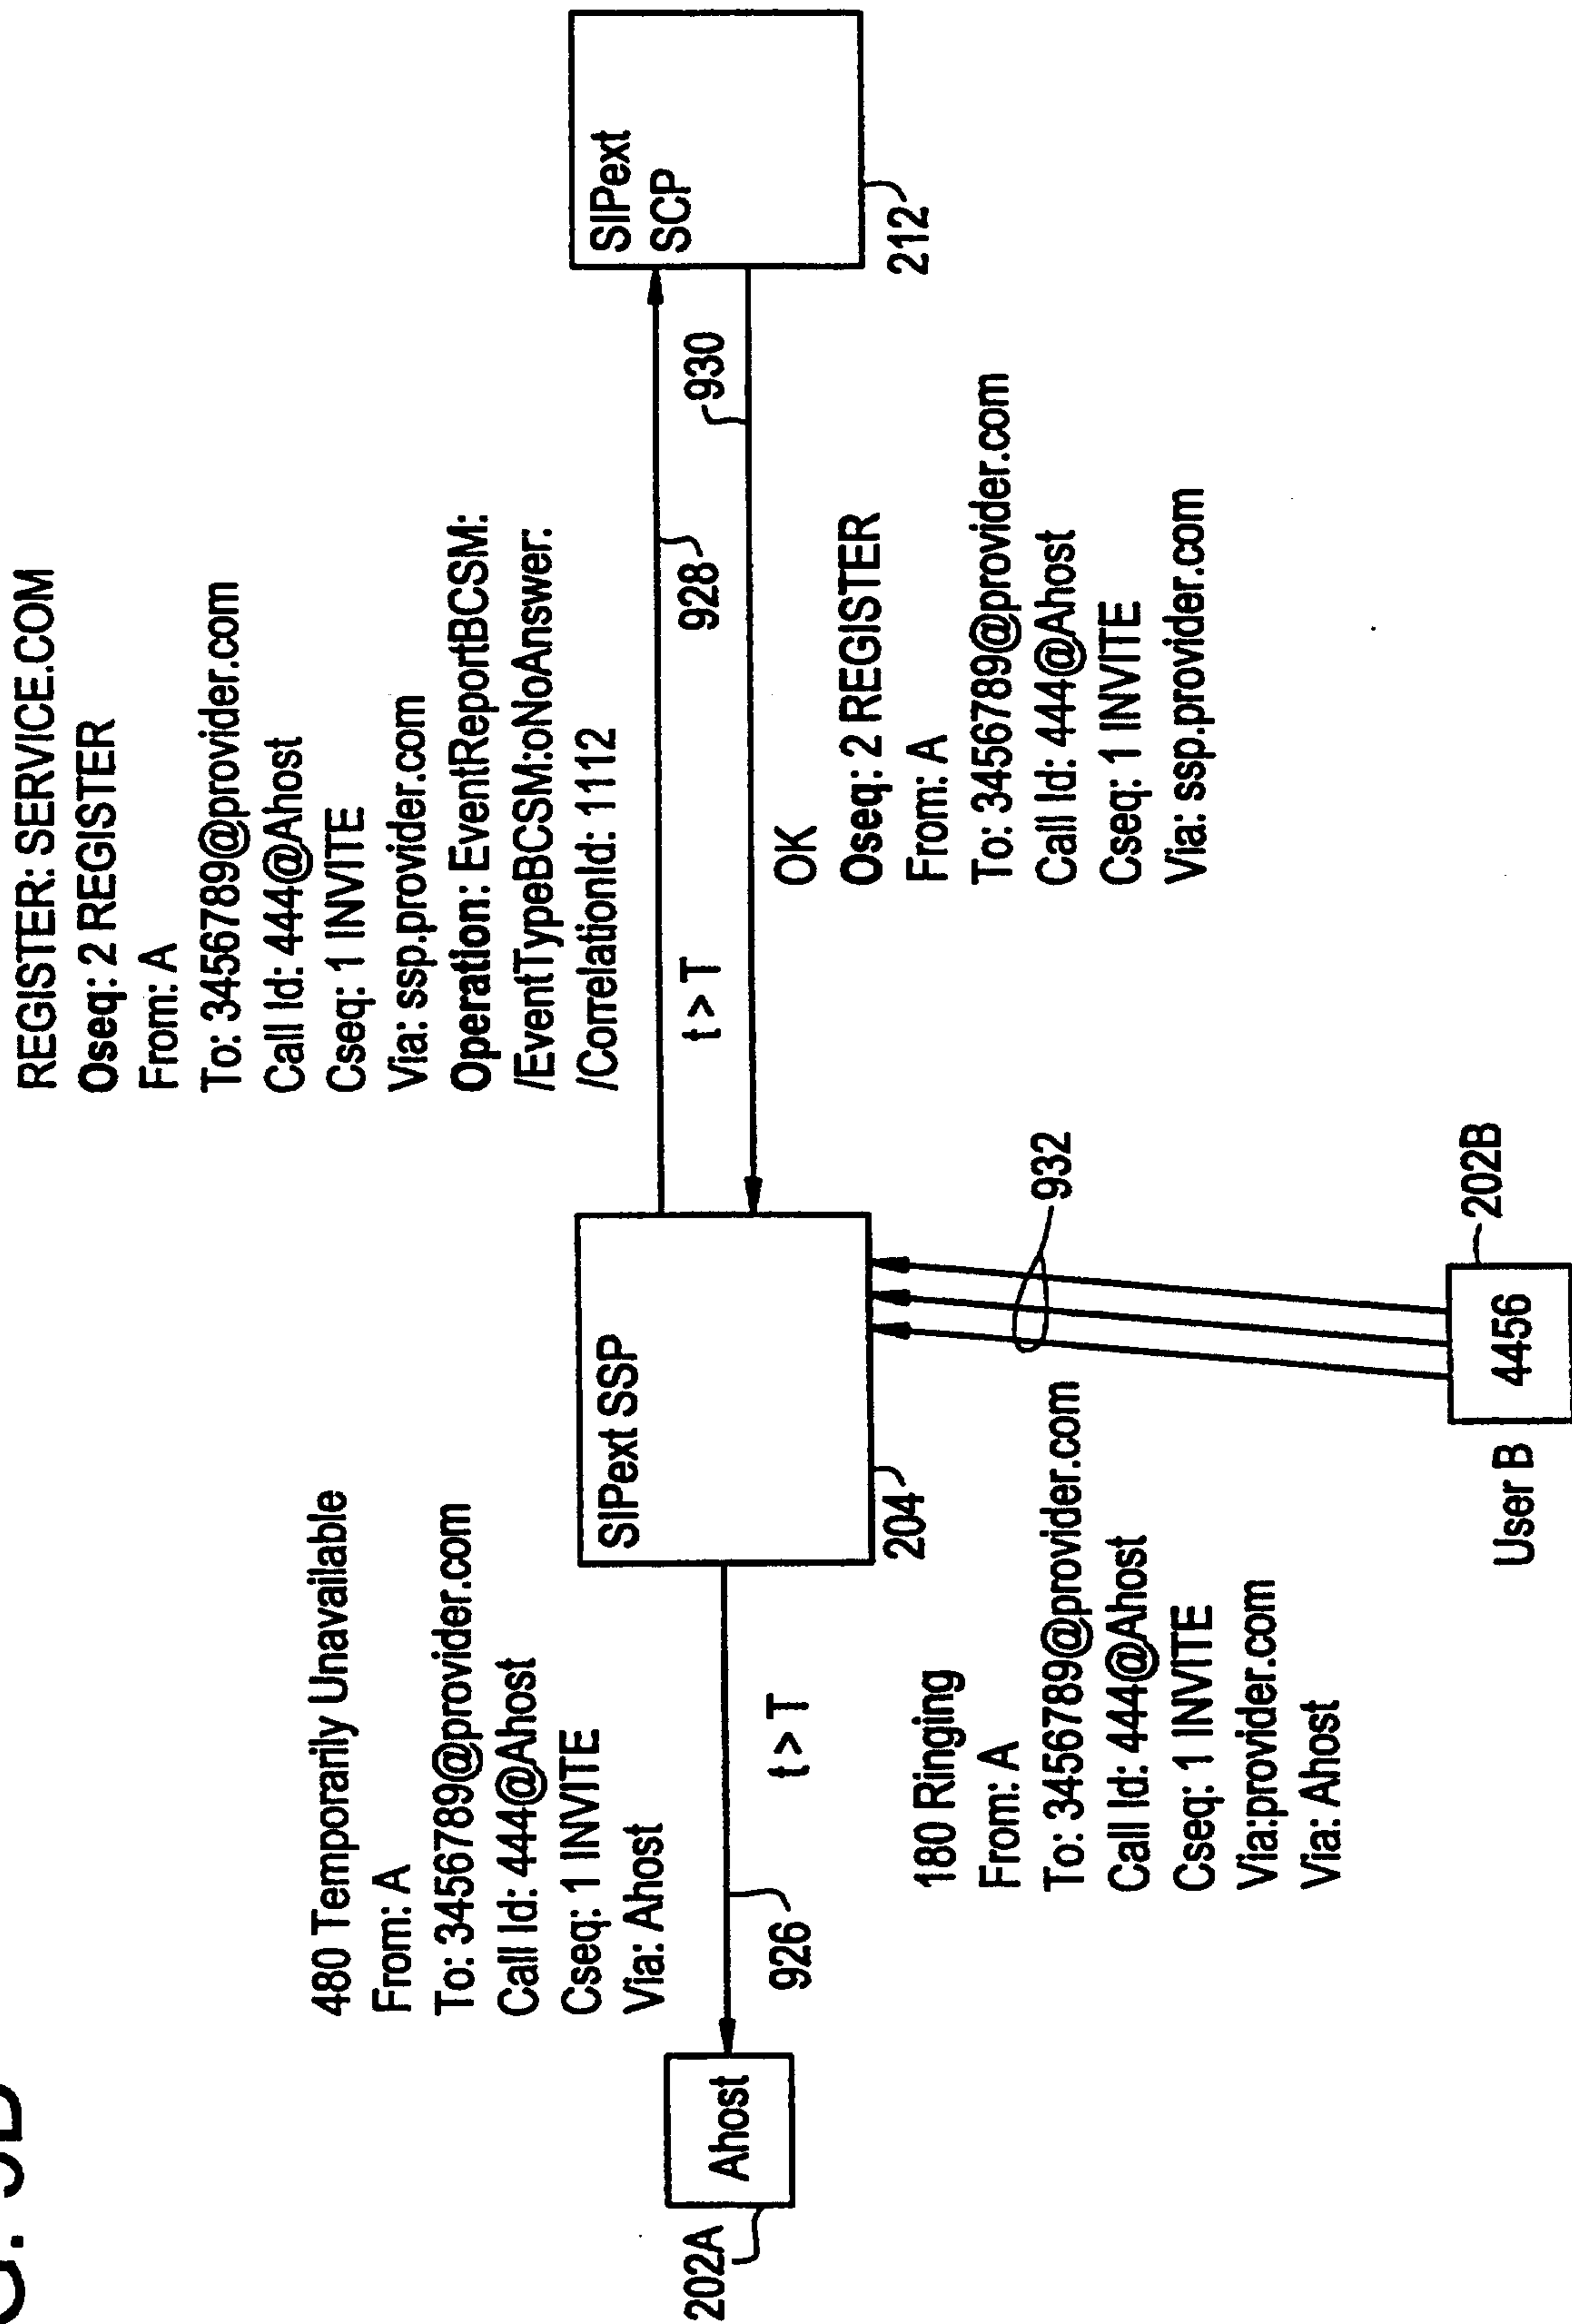 REGISTER: SERVICE.COM
Oseq: 2 REGISTER
From: A
To: 3456789@provider.com
Call Id: 444@Ahost
Cseq: 1 INVITE
Via: ssp.provider.com
Operation: EventReportBCSM:
/EventTypeBCSM:oNoAnswer:
/CorrelationId: 1112
480 Temporarily Unavailable
From: A
To: 3456789@provider.com
Call Id: 444@Ahost
Cseq: 1 INVITE
Via: Ahost
202A
Ahost
926
t > T
SIPext SSP
204
928
t > T
930
SIPext
SCP
212
OK
Oseq: 2 REGISTER
From: A
To: 3456789@provider.com
Call Id: 444@Ahost
Cseq: 1 INVITE
Via: ssp.provider.com
180 Ringing
From: A
To: 3456789@provider.com
Call Id: 444@Ahost
Cseq: 1 INVITE
Via:provider.com
Via: Ahost
932
User B
4456
202B